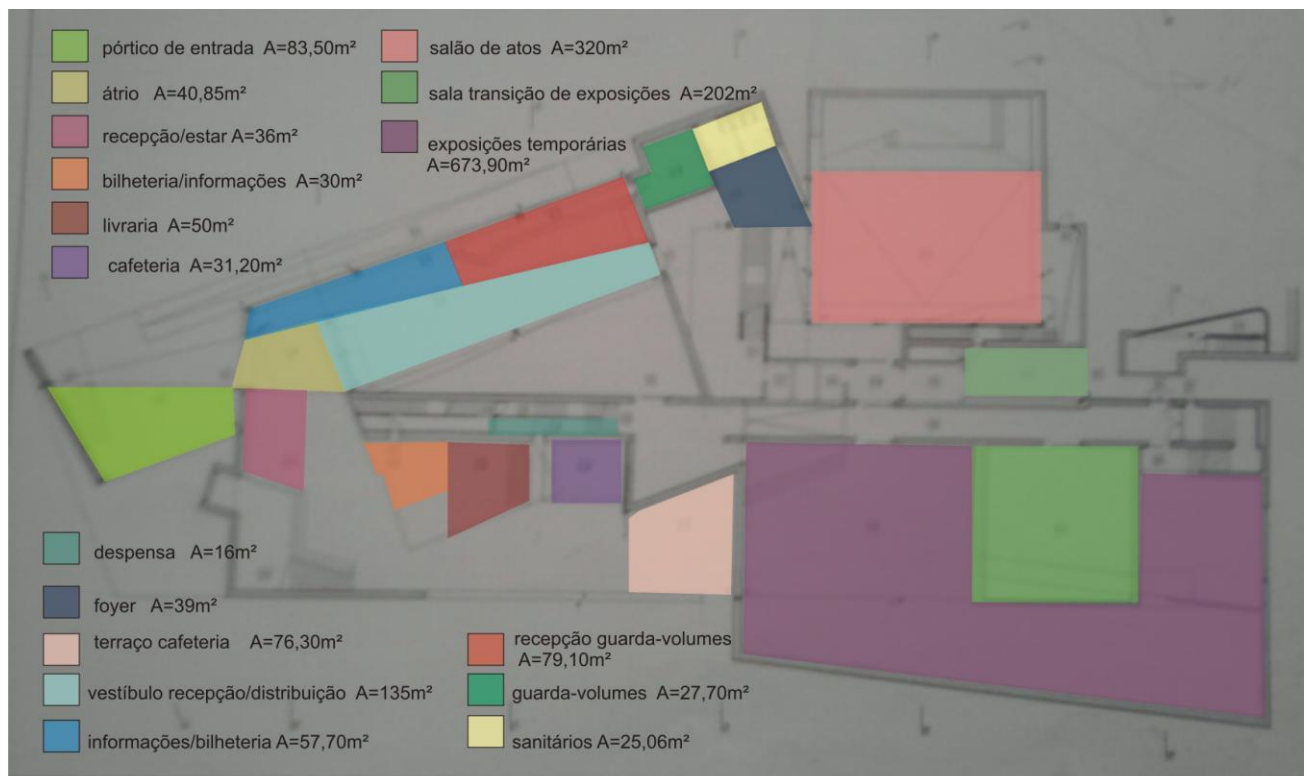 pórtico de entrada A=83,50m²
átrio A=40,85m²
recepção/estar A=36m²
bilheteria/informações A=30m²
livraria A=50m²
cafeteria A=31,20m²
salão de atos A=320m²
sala transição de exposições A=202m²
exposições temporárias
A=673,90m²
despensa A=16m²
foyer A=39m²
terraço cafeteria A=76,30m²
vestíbulo recepção/distribuição A=135m²
informações/bilheteria A=57,70m²
recepção guarda-volumes
A=79,10m²
guarda-volumes A=27,70m²
sanitários A=25,06m²